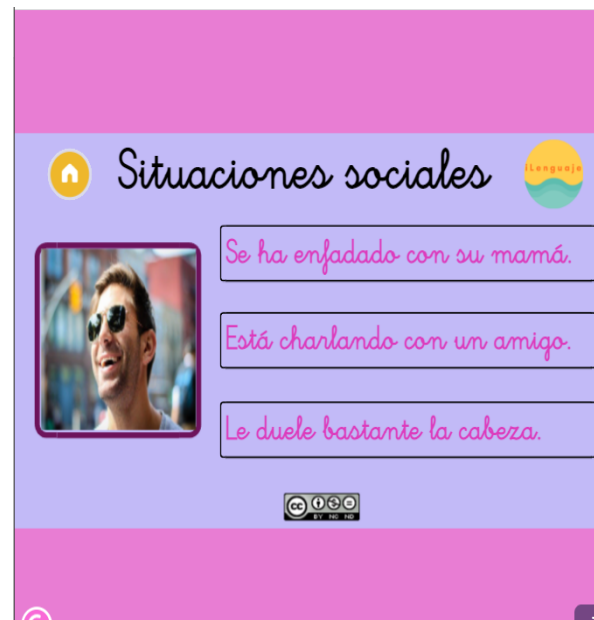 Situaciones sociales
iLenguaje
Se ha enfadado con su mamá.
Está charlando con un amigo.
Le duele bastante la cabeza.
cc
BY NC ND